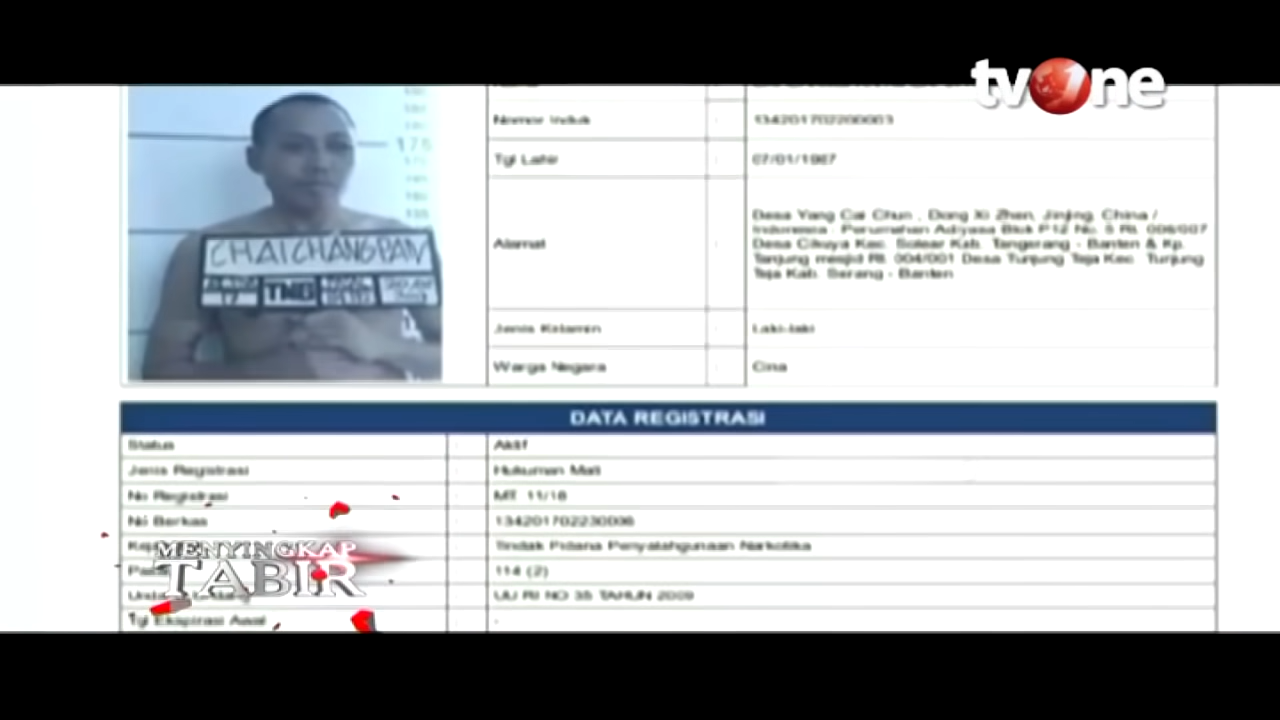 tvOne
Nomor Induk
134201702200003
Tgl Lahir
07/01/1987
Alamat
Desa Yang Cai Chun , Dong Xi Zhen, Jinjing, China /
Indonesia : Perumahan Adiyasa Blok P12 No. 5 Rt. 006/007
Desa Cikuya Kec. Solear Kab. Tangerang - Banten & Kp.
Tanjung mesjid Rt. 004/001 Desa Tunjung Teja Kec. Tunjung
Teja Kab. Serang - Banten
Jenis Kelamin
Laki-laki
Warga Negara
Cina
175
CHAICHANGPAN
17 TNG
DATA REGISTRASI
Status
Aktif
Jenis Registrasi
Hukuman Mati
No Registrasi
MT. 11/18
No Berkas
134201702230006
Tindak Pidana Penyalahgunaan Narkotika
114 (2)
UU RI NO 35 TAHUN 2009
Tgl Ekspirasi Awal
-
MENYINGKAP
TABIR